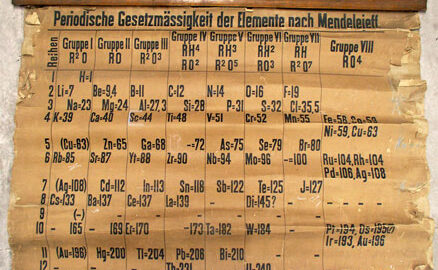 Periodische Gesetzmässigkeit der Elemente nach Mendelejeff.
Reihen Gruppe I Gruppe II Gruppe III Gruppe IV Gruppe V Gruppe VI Gruppe VII Gruppe VIII
RH⁴ RH³ RH² RH
R²O RO R²O³ RO² R²O⁵ RO³ R²O⁷ RO⁴
1 H=1
2 Li=7 Be=9,4 B=11 C=12 N=14 O=16 F=19
3 Na=23 Mg=24 Al=27,3 Si=28 P=31 S=32 Cl=35,5
4 K=39 Ca=40 Sc=44 Ti=48 V=51 Cr=52 Mn=55 Fe=56,
Ni=59, Cu=63
5 (Cu=63) Zn=65 Ga=68 -=72 As=75 Se=79 Br=80
6 Rb=85 Sr=87 Yt=88 Zr=90 Nb=94 Mo=96 -=100 Ru=104, Rh=104
Pd=106, Ag=108
7 (Ag=108) Cd=112 In=113 Sn=118 Sb=122 Te=125 J=127
8 Cs=133 Ba=137 Ce=137 La=139 - Di=145?
9 (-)
10 -165 -169 Er=170 -173 Ta=182 W=184
Ir=193, Au=196
11 (Au=196) Hg=200 Tl=204 Pb=206 Bi=210
12 Th=231 U=240